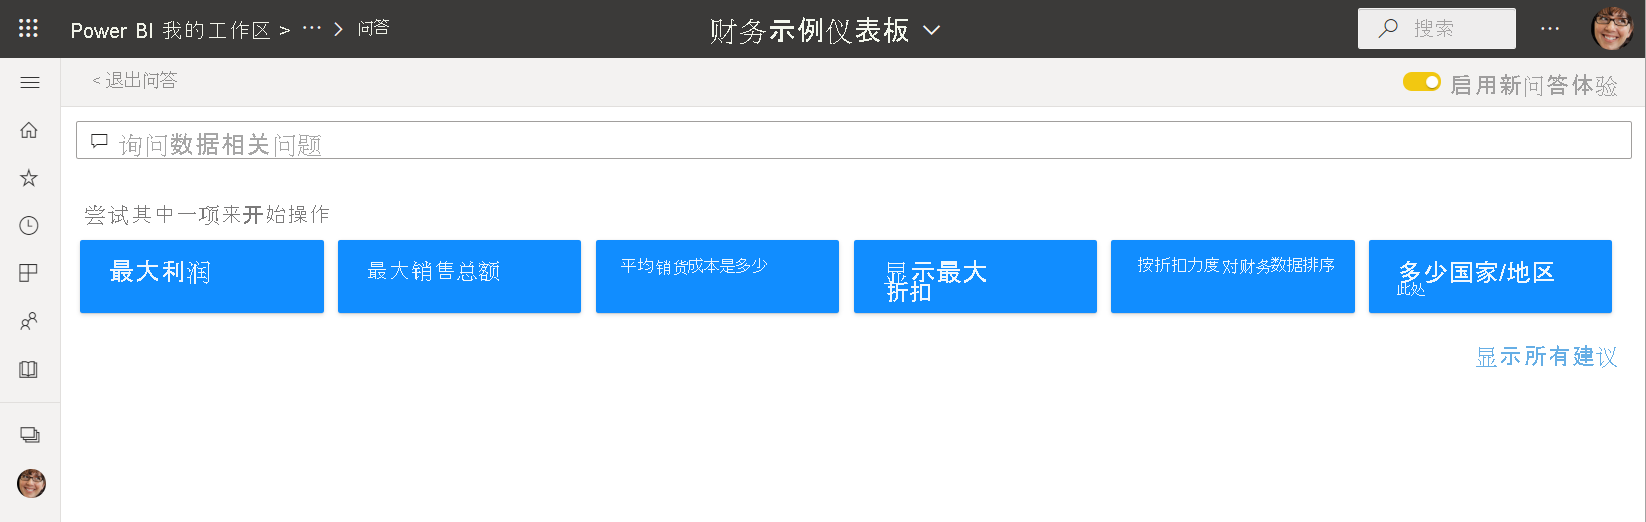 Power BI 我的工作区 > ··· > 问答
财务示例仪表板
搜索
< 退出问答
启用新问答体验
询问数据相关问题
尝试其中一项来开始操作
最大利润
最大销售总额
平均销货成本是多少
显示最大
折扣
按折扣力度对财务数据排序
多少国家/地区
此处
显示所有建议